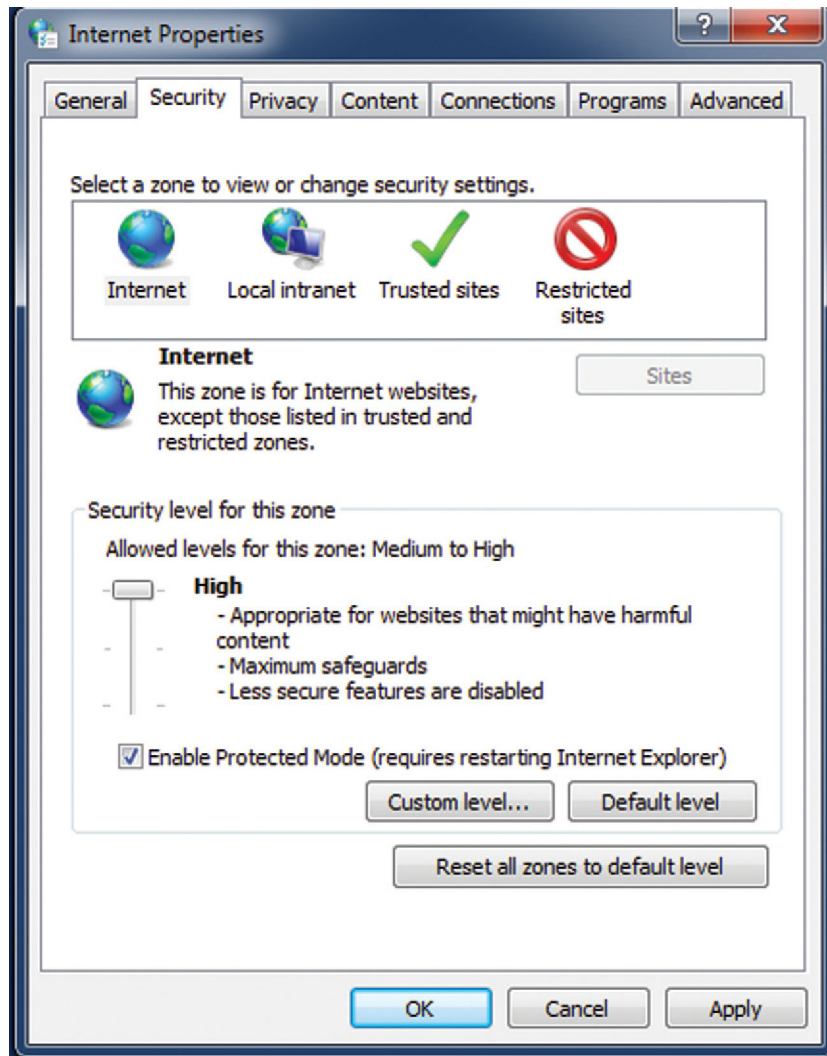 Internet Properties
?
X
General Security Privacy Content Connections Programs Advanced
Select a zone to view or change security settings.
Internet Local intranet Trusted sites Restricted
sites
Internet
Sites
This zone is for Internet websites,
except those listed in trusted and
restricted zones.
Security level for this zone
Allowed levels for this zone: Medium to High
High
- Appropriate for websites that might have harmful
content
- Maximum safeguards
- Less secure features are disabled
Enable Protected Mode (requires restarting Internet Explorer)
Custom level... Default level
Reset all zones to default level
OK Cancel Apply